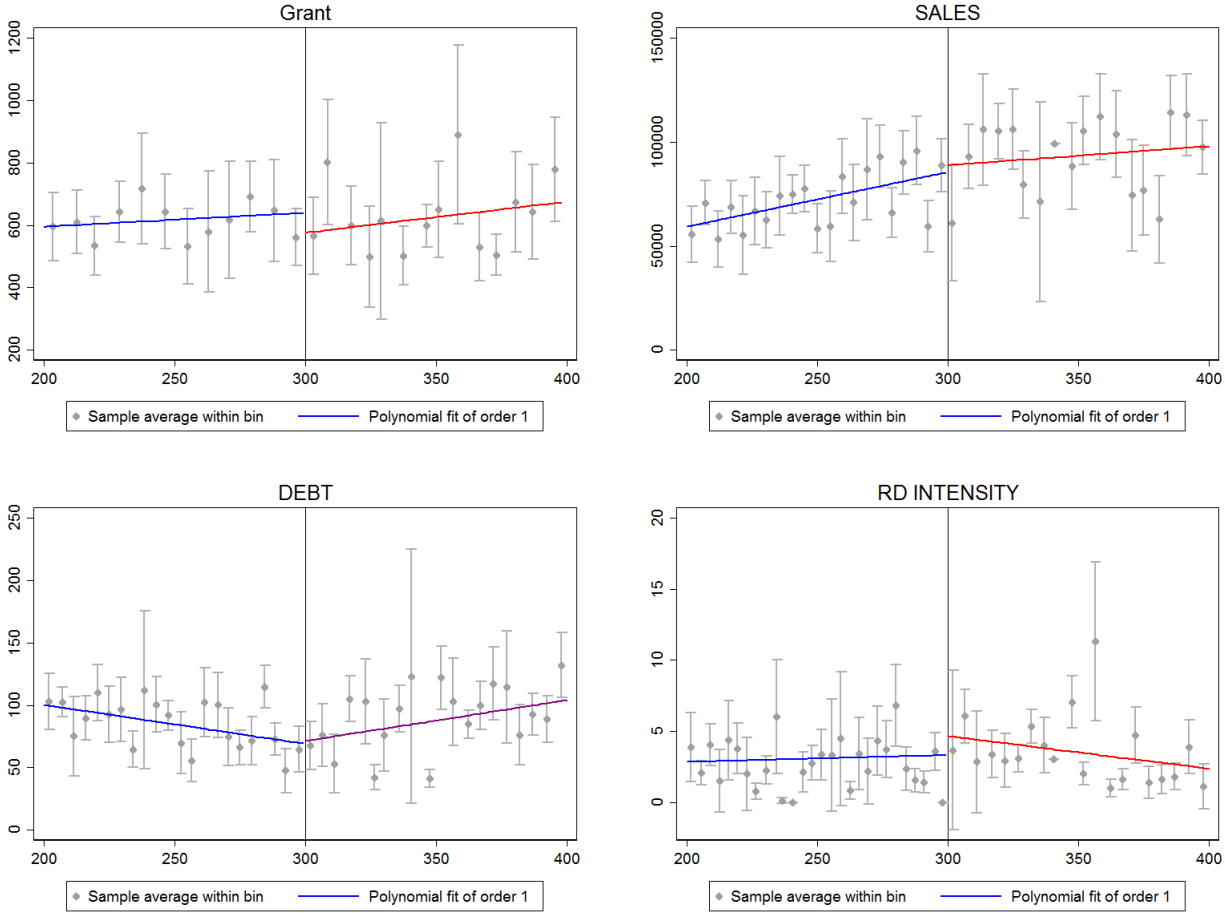 Grant
1200
1000
800
600
400
200
200 250 300 350 400
Sample average within bin Polynomial fit of order 1
SALES
150000
100000
50000
0
200 250 300 350 400
Sample average within bin Polynomial fit of order 1
DEBT
250
200
150
100
50
0
200 250 300 350 400
Sample average within bin Polynomial fit of order 1
RD INTENSITY
20
15
10
5
0
200 250 300 350 400
Sample average within bin Polynomial fit of order 1